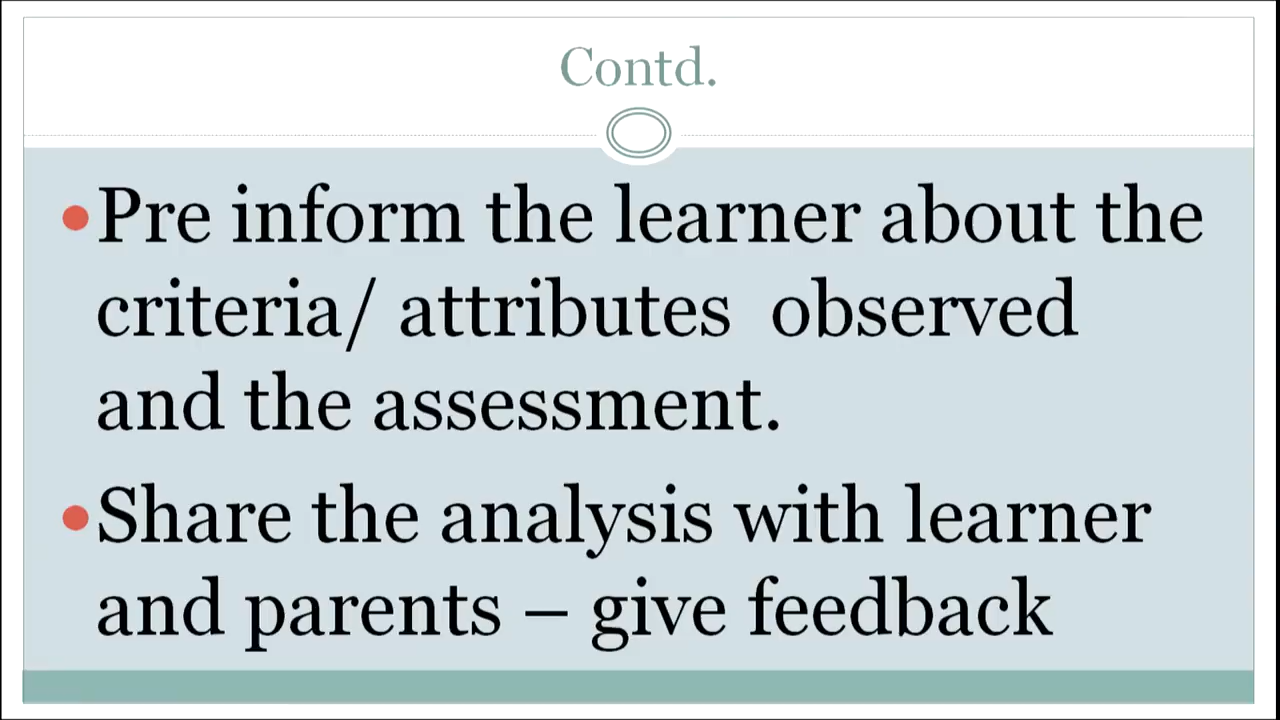 Contd.
•Pre inform the learner about the
criteria/ attributes  observed
and the assessment.
•Share the analysis with learner
and parents – give feedback